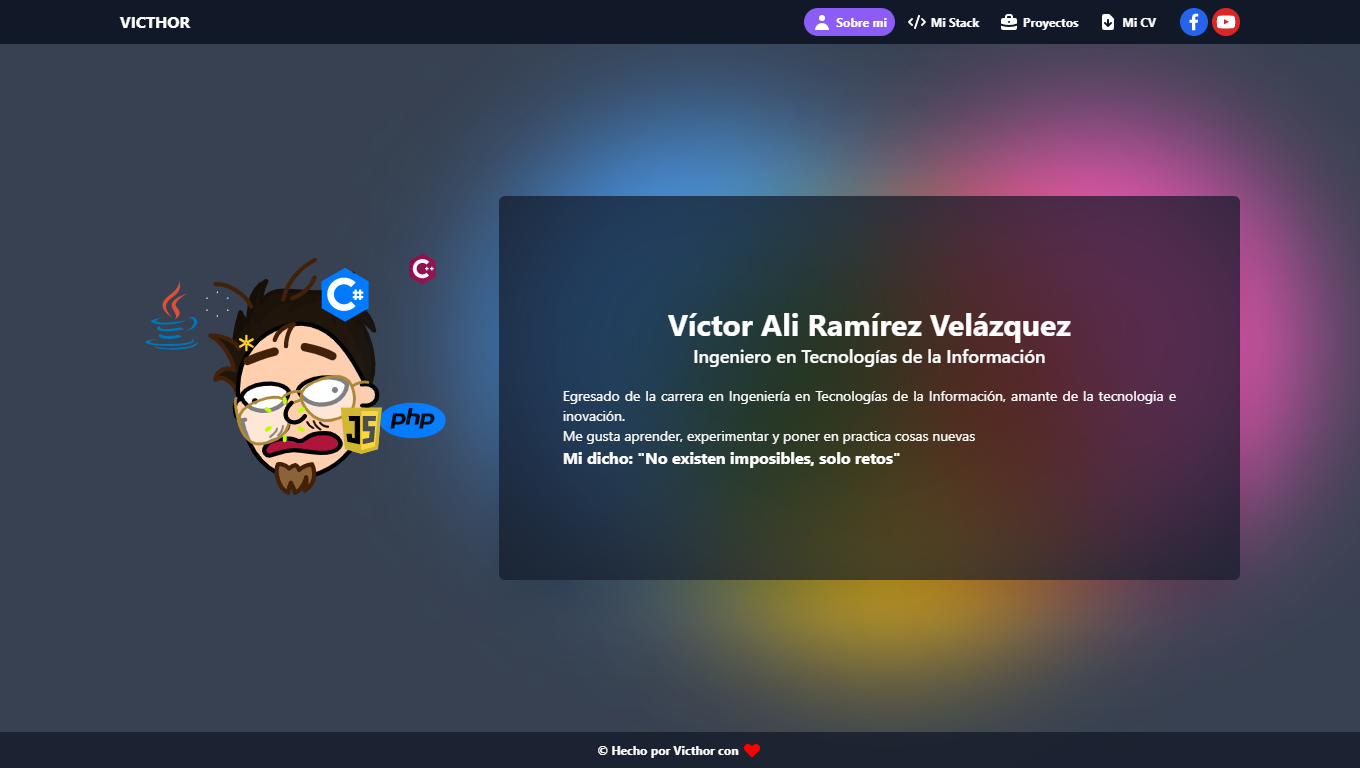 VICTHOR
Sobre mi
Mi Stack
Proyectos
Mi CV
C++
C#
JS
php
Víctor Ali Ramírez Velázquez
Ingeniero en Tecnologías de la Información
Egresado de la carrera en Ingeniería en Tecnologías de la Información, amante de la tecnologia e
inovación.
Me gusta aprender, experimentar y poner en practica cosas nuevas
Mi dicho: "No existen imposibles, solo retos"
© Hecho por Victhor con